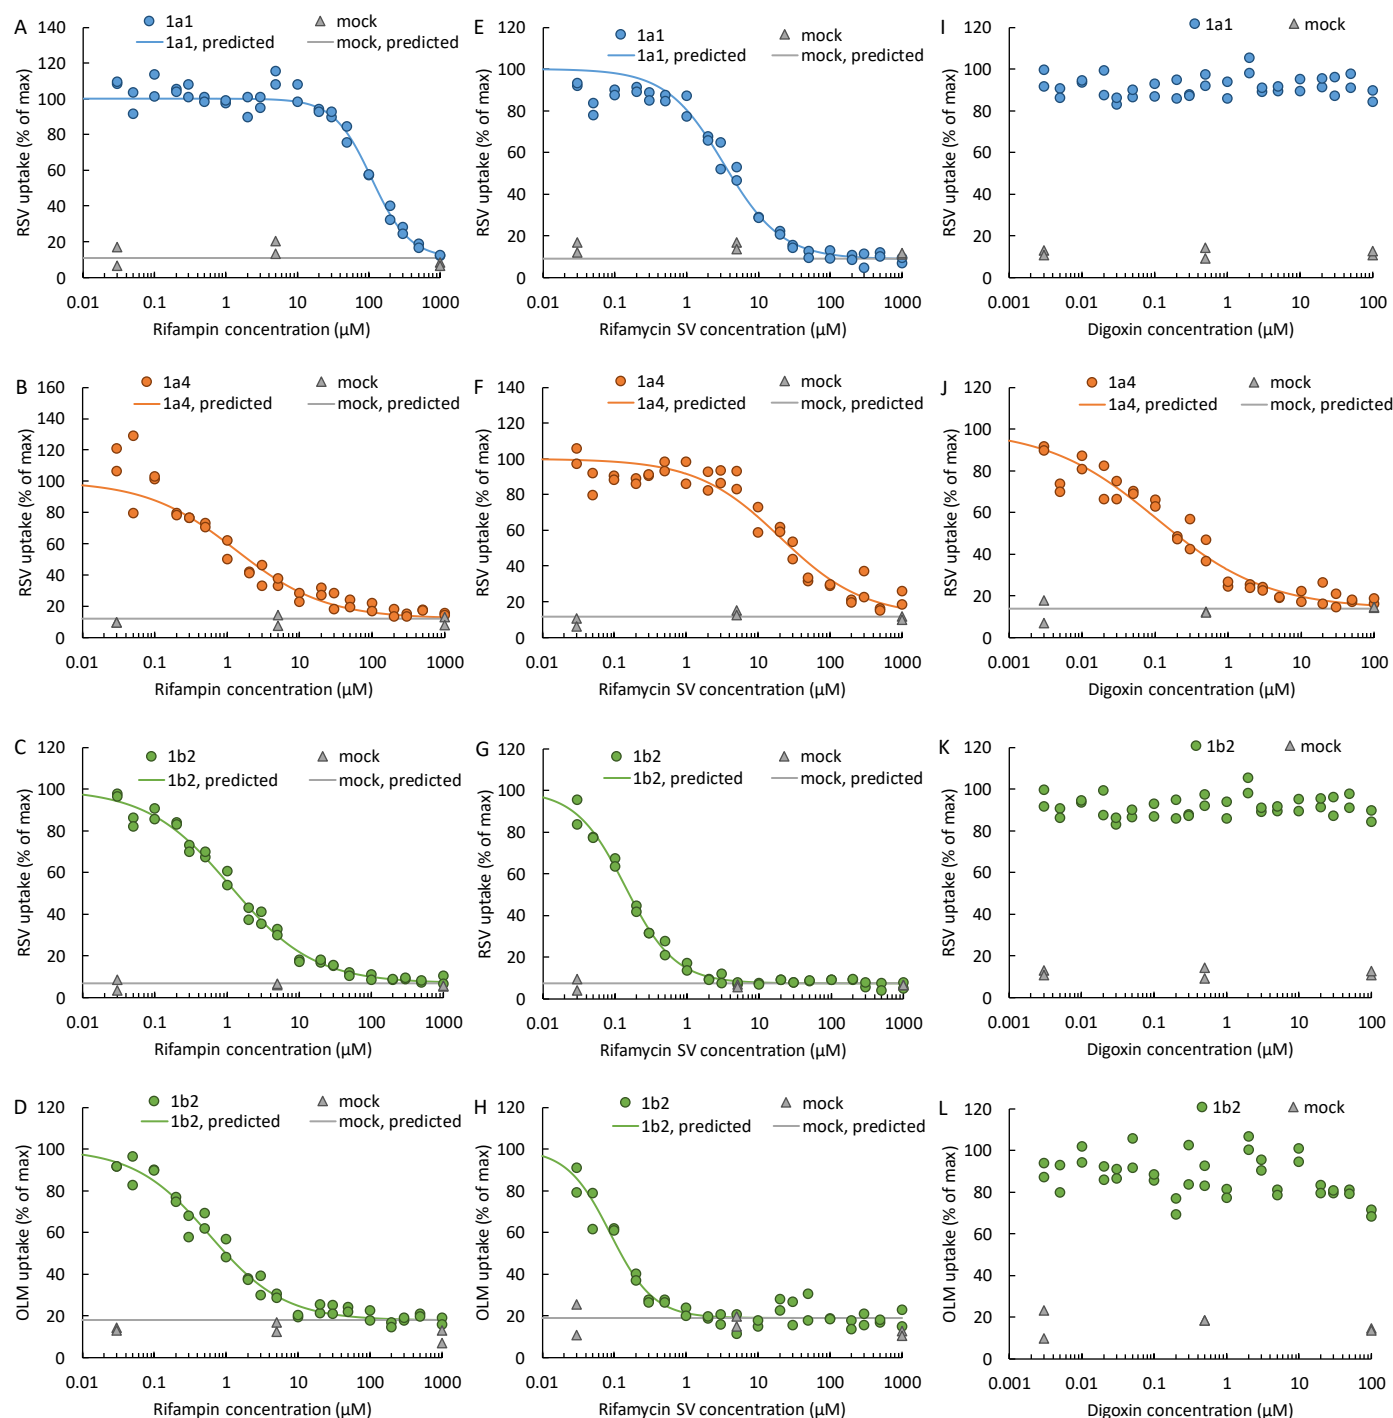 A
1a1
mock
1a1, predicted
mock, predicted
RSV uptake (% of max)
140
120
100
80
60
40
20
0
0.01 0.1 1 10 100 1000
Rifampin concentration (µM)
E
1a1
mock
1a1, predicted
mock, predicted
RSV uptake (% of max)
120
100
80
60
40
20
0
0.01 0.1 1 10 100 1000
Rifamycin SV concentration (µM)
I
1a1
mock
RSV uptake (% of max)
120
100
80
60
40
20
0
0.001 0.01 0.1 1 10 100
Digoxin concentration (µM)
B
1a4
mock
1a4, predicted
mock, predicted
RSV uptake (% of max)
160
140
120
100
80
60
40
20
0
0.01 0.1 1 10 100 1000
Rifampin concentration (µM)
F
1a4
mock
1a4, predicted
mock, predicted
RSV uptake (% of max)
140
120
100
80
60
40
20
0
0.01 0.1 1 10 100 1000
Rifamycin SV concentration (µM)
J
1a4
mock
1a4, predicted
mock, predicted
RSV uptake (% of max)
120
100
80
60
40
20
0
0.001 0.01 0.1 1 10 100
Digoxin concentration (µM)
C
1b2
mock
1b2, predicted
mock, predicted
RSV uptake (% of max)
120
100
80
60
40
20
0
0.01 0.1 1 10 100 1000
Rifampin concentration (µM)
G
1b2
mock
1b2, predicted
mock, predicted
RSV uptake (% of max)
120
100
80
60
40
20
0
0.01 0.1 1 10 100 1000
Rifamycin SV concentration (µM)
K
1b2
mock
RSV uptake (% of max)
120
100
80
60
40
20
0
0.001 0.01 0.1 1 10 100
Digoxin concentration (µM)
D
1b2
mock
1b2, predicted
mock, predicted
OLM uptake (% of max)
120
100
80
60
40
20
0
0.01 0.1 1 10 100 1000
Rifampin concentration (µM)
H
1b2
mock
1b2, predicted
mock, predicted
OLM uptake (% of max)
120
100
80
60
40
20
0
0.01 0.1 1 10 100 1000
Rifamycin SV concentration (µM)
L
1b2
mock
OLM uptake (% of max)
120
100
80
60
40
20
0
0.001 0.01 0.1 1 10 100
Digoxin concentration (µM)